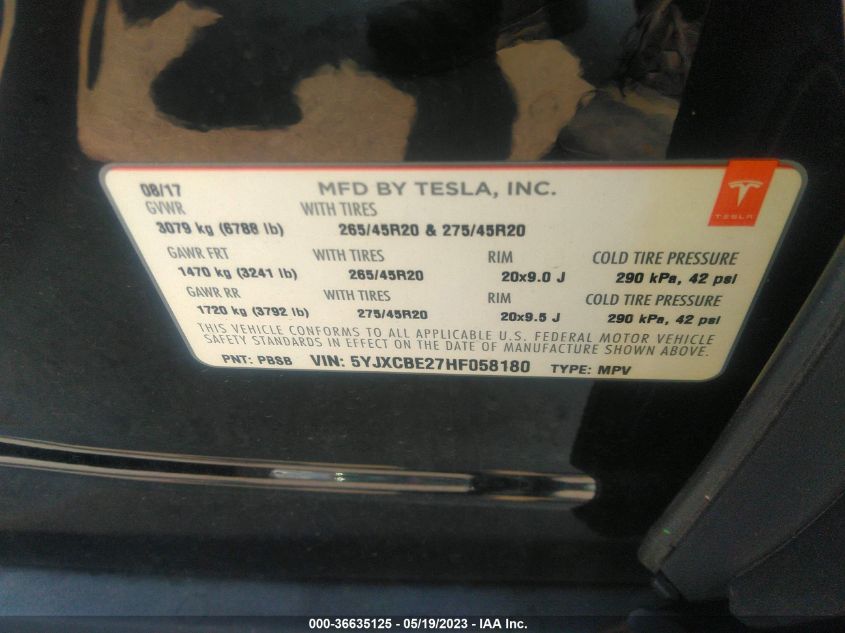 08/17 MFD BY TESLA, INC.
GVWR WITH TIRES
3079 kg (6788 lb) 265/45R20 & 275/45R20
GAWR FRT WITH TIRES RIM COLD TIRE PRESSURE
1470 kg (3241 lb) 265/45R20 20x9.0 J 290 kPa, 42 psi
GAWR RR WITH TIRES RIM COLD TIRE PRESSURE
1720 kg (3792 lb) 275/45R20 20x9.5 J 290 kPa, 42 psi
THIS VEHICLE CONFORMS TO ALL APPLICABLE U.S. FEDERAL MOTOR VEHICLE
SAFETY STANDARDS IN EFFECT ON THE DATE OF MANUFACTURE SHOWN ABOVE.
PNT: PBSB VIN: 5YJXCBE27HF058180 TYPE: MPV
TESLA
000-36635125 - 05/19/2023 - IAA Inc.